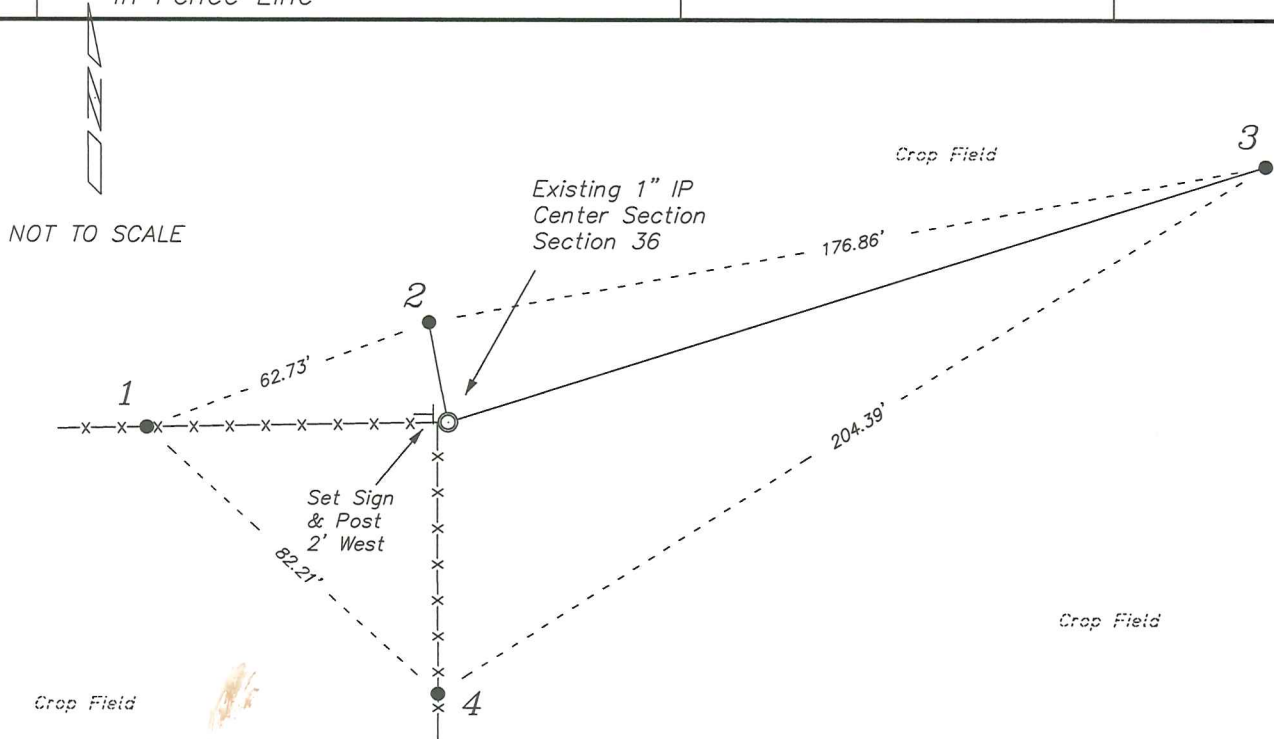 In Fence Line
N
NOT TO SCALE
Crop Field
3
Existing 1" IP
Center Section
Section 36
176.86'
2
62.73'
1
204.39'
Set Sign
& Post
2' West
82.21'
Crop Field
Crop Field
4